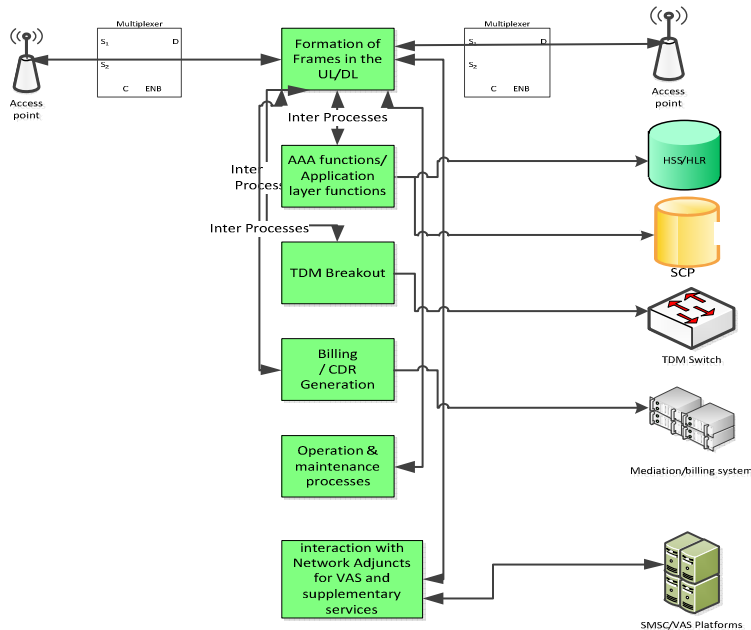 Multiplexer
S1
D
S2
C
ENB
Access
point
Formation of
Frames in the
UL/DL
Multiplexer
S1
D
S2
C
ENB
Access
point
Inter Processes
AAA functions/
Application
layer functions
HSS/HLR
Inter
Proces
Inter Processes
SCP
TDM Breakout
TDM Switch
Billing
/ CDR
Generation
Mediation/billing system
Operation &
maintenance
processes
interaction with
Network Adjuncts
for VAS and
supplementary
services
SMSC/VAS Platforms